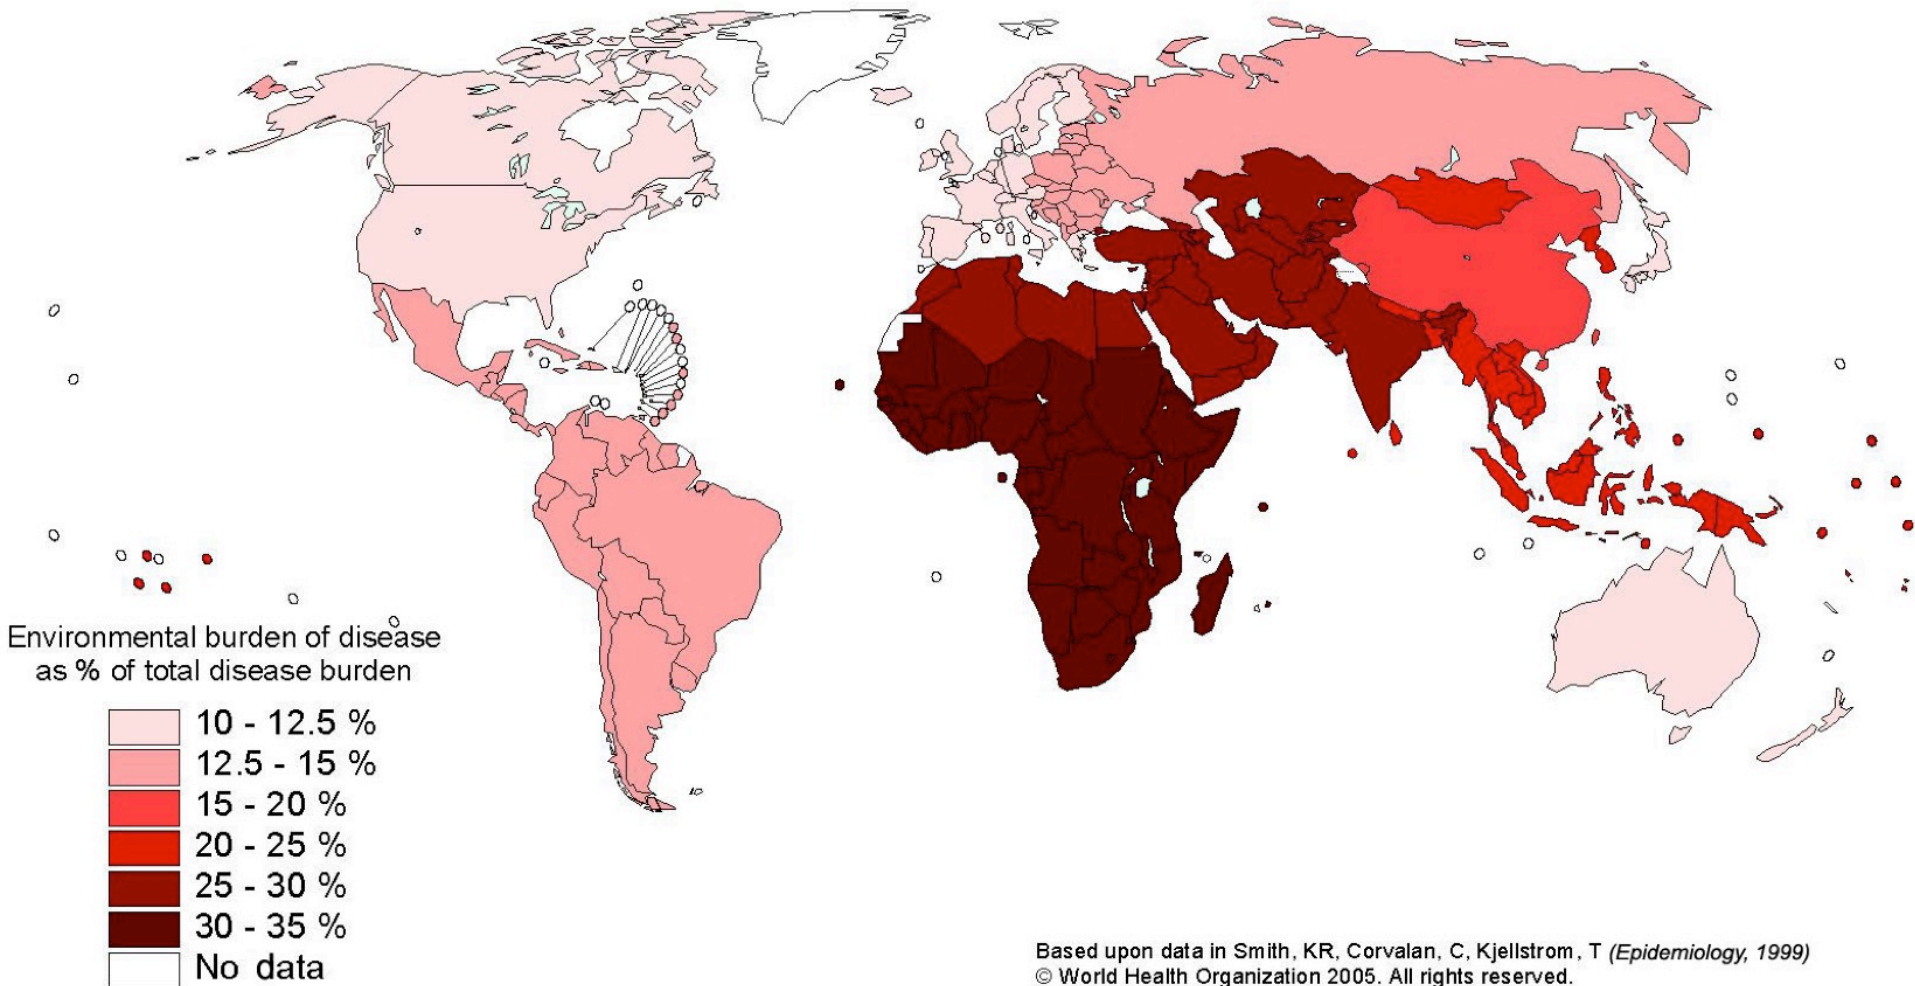 Environmental burden of disease
as % of total disease burden
10 - 12.5 %
12.5 - 15 %
15 - 20 %
20 - 25 %
25 - 30 %
30 - 35 %
No data
Based upon data in Smith, KR, Corvalan, C, Kjellstrom, T (Epidemiology, 1999)
© World Health Organization 2005. All rights reserved.